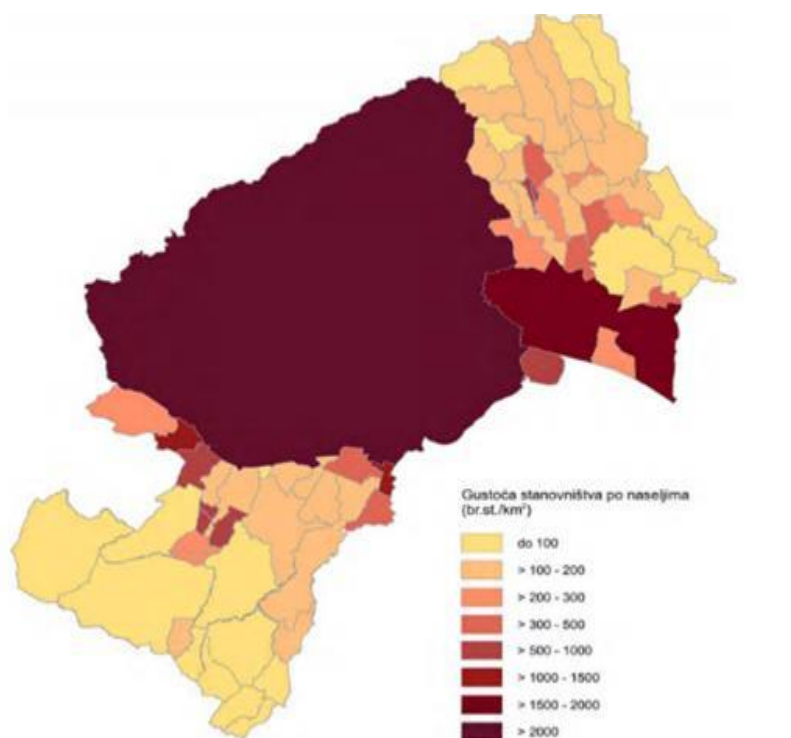 Gustoća stanovništva po naseljima
(br.st./km²)
do 100
> 100 - 200
> 200 - 300
> 300 - 500
> 500 - 1000
> 1000 - 1500
> 1500 - 2000
> 2000